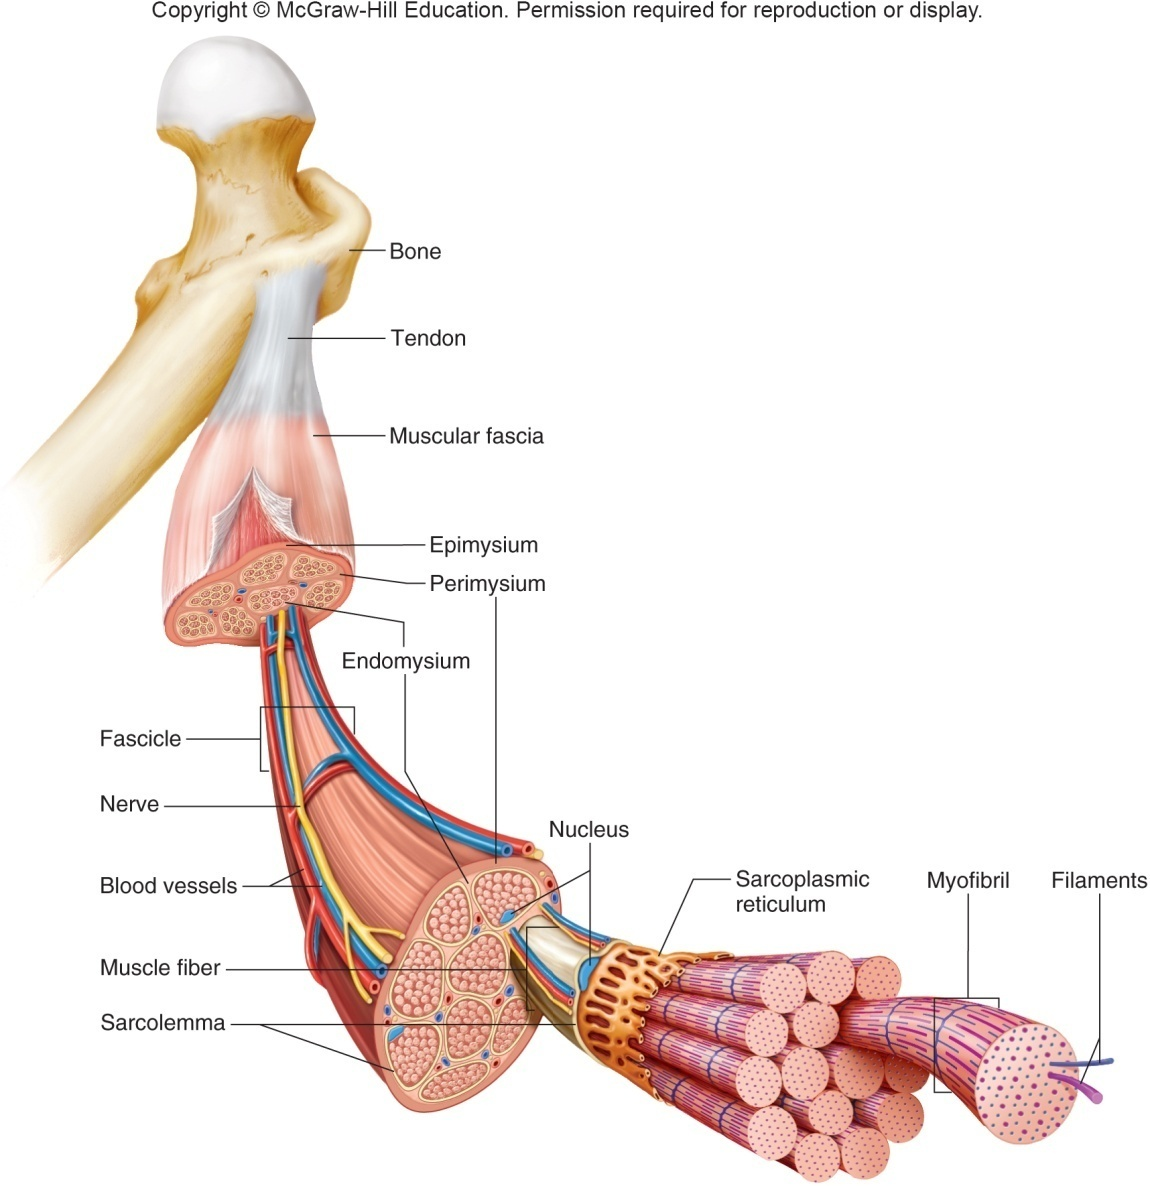 Copyright © McGraw-Hill Education. Permission required for reproduction or display.
Bone
Tendon
Muscular fascia
Epimysium
Perimysium
Endomysium
Fascicle
Nerve
Nucleus
Blood vessels
Sarcoplasmic
reticulum
Myofibril
Filaments
Muscle fiber
Sarcolemma